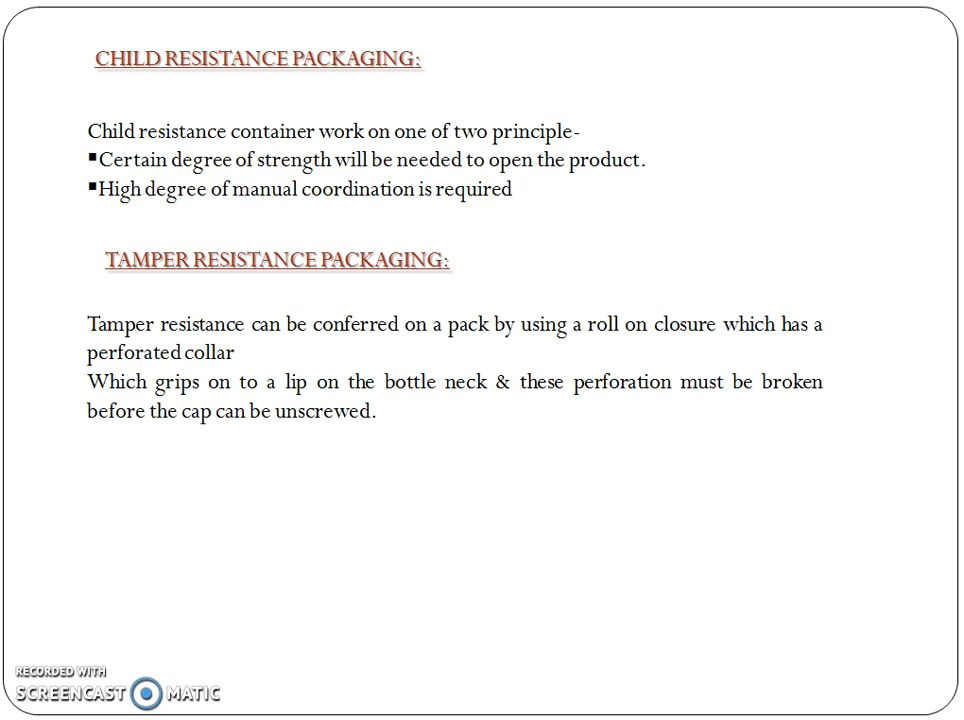 CHILD RESISTANCE PACKAGING:
Child resistance container work on one of two principle-
▪Certain degree of strength will be needed to open the product.
▪High degree of manual coordination is required
TAMPER RESISTANCE PACKAGING:
Tamper resistance can be conferred on a pack by using a roll on closure which has a
perforated collar
Which grips on to a lip on the bottle neck & these perforation must be broken
before the cap can be unscrewed.
RECORDED WITH
SCREENCAST MATIC